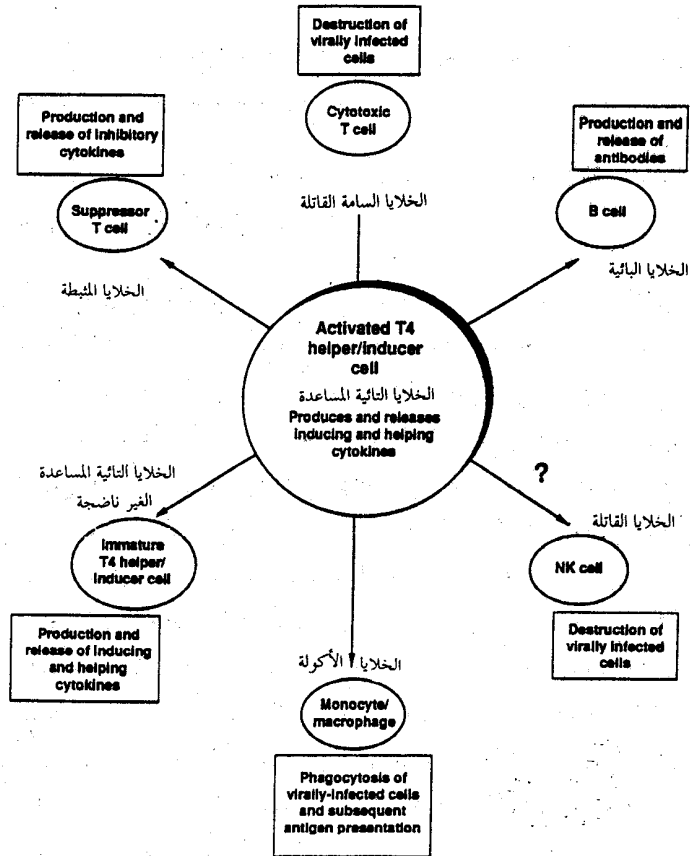 Destruction of
virally infected
cells
Cytotoxic
T cell
الخلايا السامة القاتلة
Production and
release of inhibitory
cytokines
Suppressor
T cell
الخلايا المثبطة
Production and
release of
antibodies
B cell
الخلايا البائية
Activated T4
helper/inducer
cell
الخلايا التائية المساعدة
Produces and releases
inducing and helping
cytokines
الخلايا التائية المساعدة
الغير ناضجة
Immature
T4 helper/
inducer cell
Production and
release of inducing
and helping
cytokines
?
الخلايا القاتلة
NK cell
Destruction of
virally infected
cells
الخلايا الأكولة
Monocyte/
macrophage
Phagocytosis of
virally-infected cells
and subsequent
antigen presentation